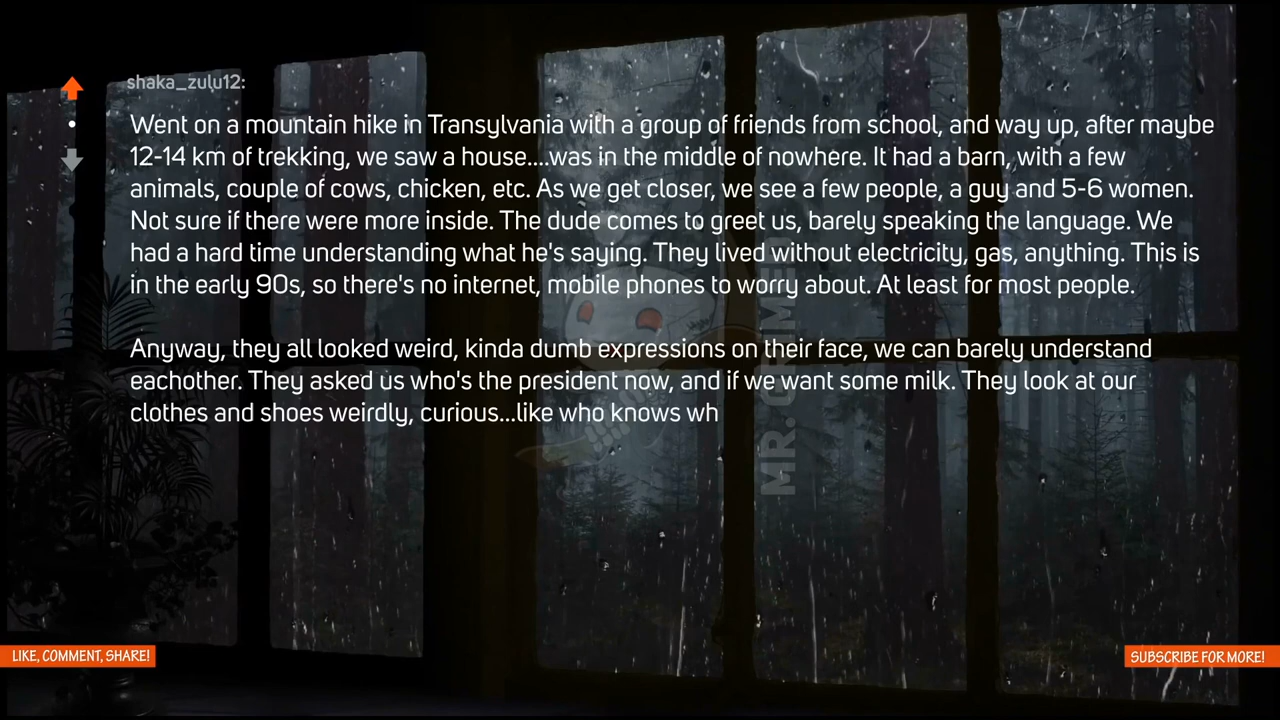 shaka_zulu12:
Went on a mountain hike in Transylvania with a group of friends from school, and way up, after maybe
12-14 km of trekking, we saw a house....was in the middle of nowhere. It had a barn, with a few
animals, couple of cows, chicken, etc. As we get closer, we see a few people, a guy and 5-6 women.
Not sure if there were more inside. The dude comes to greet us, barely speaking the language. We
had a hard time understanding what he's saying. They lived without electricity, gas, anything. This is
in the early 90s, so there's no internet, mobile phones to worry about. At least for most people.
Anyway, they all looked weird, kinda dumb expressions on their face, we can barely understand
eachother. They asked us who's the president now, and if we want some milk. They look at our
clothes and shoes weirdly, curious...like who knows wh
MR. GRIME
LIKE, COMMENT, SHARE!
SUBSCRIBE FOR MORE!